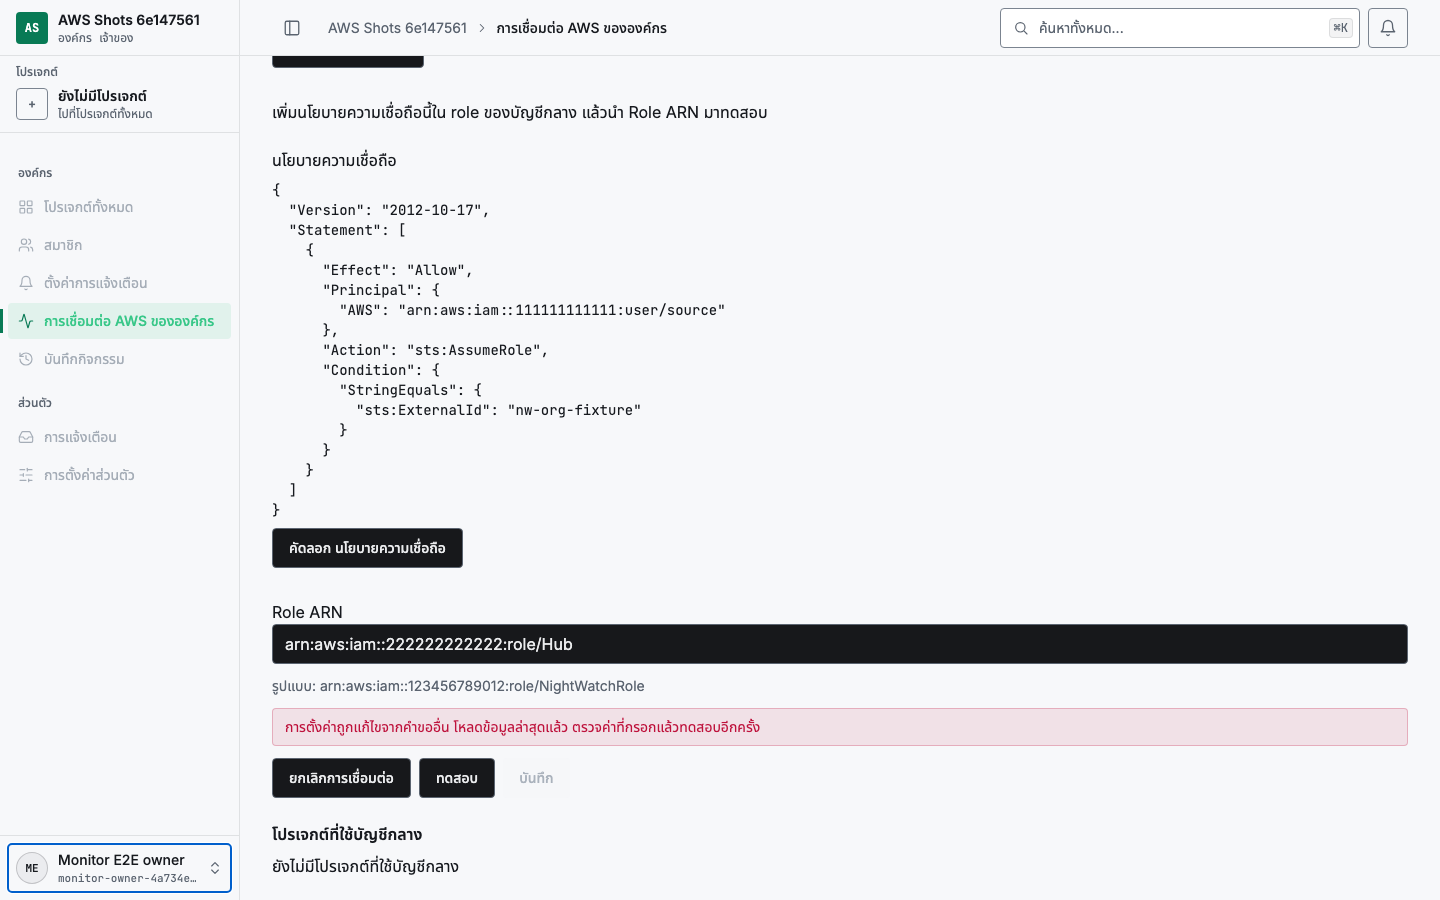 AS
AWS Shots 6e147561
องค์กร เจ้าของ
โปรเจกต์
+
ยังไม่มีโปรเจกต์
ไปที่โปรเจกต์ทั้งหมด
องค์กร
โปรเจกต์ทั้งหมด
สมาชิก
ตั้งค่าการแจ้งเตือน
การเชื่อมต่อ AWS ขององค์กร
บันทึกกิจกรรม
ส่วนตัว
การแจ้งเตือน
การตั้งค่าส่วนตัว
ME
Monitor E2E owner
monitor-owner-4a734e…
AWS Shots 6e147561 > การเชื่อมต่อ AWS ขององค์กร
ค้นหาทั้งหมด...
⌘K
เพิ่มนโยบายความเชื่อถือนี้ใน role ของบัญชีกลาง แล้วนำ Role ARN มาทดสอบ
นโยบายความเชื่อถือ
{
  "Version": "2012-10-17",
  "Statement": [
    {
      "Effect": "Allow",
      "Principal": {
        "AWS": "arn:aws:iam::111111111111:user/source"
      },
      "Action": "sts:AssumeRole",
      "Condition": {
        "StringEquals": {
          "sts:ExternalId": "nw-org-fixture"
        }
      }
    }
  ]
}
คัดลอก นโยบายความเชื่อถือ
Role ARN
arn:aws:iam::222222222222:role/Hub
รูปแบบ: arn:aws:iam::123456789012:role/NightWatchRole
การตั้งค่าถูกแก้ไขจากคำขออื่น โหลดข้อมูลล่าสุดแล้ว ตรวจค่าที่กรอกแล้วทดสอบอีกครั้ง
ยกเลิกการเชื่อมต่อ
ทดสอบ
บันทึก
โปรเจกต์ที่ใช้บัญชีกลาง
ยังไม่มีโปรเจกต์ที่ใช้บัญชีกลาง